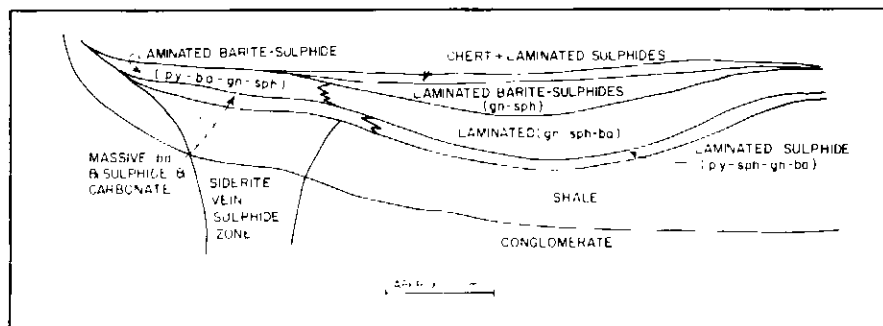 LAMINATED BARITE-SULPHIDE
(py-ba-gn-sph)
CHERT + LAMINATED SULPHIDES
LAMINATED BARITE-SULPHIDES
(gn-sph)
LAMINATED (gn sph-ba)
LAMINATED SULPHIDE
(py-sph-gn-ba)
MASSIVE ba
& SULPHIDE &
CARBONATE
SIDERITE
VEIN
SULPHIDE
ZONE
SHALE
CONGLOMERATE